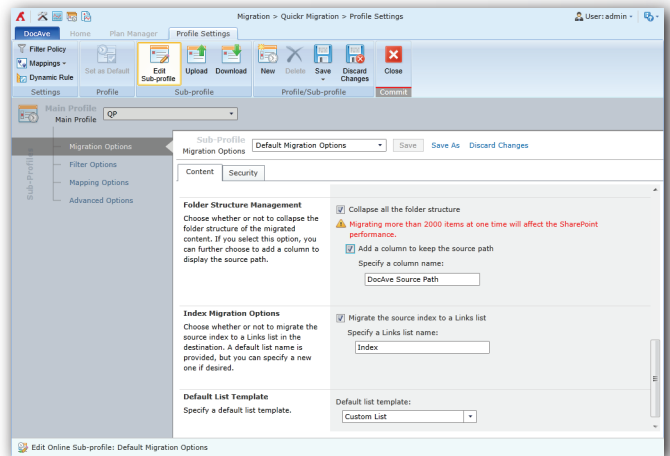 Migration > Quickr Migration > Profile Settings
User: admin
DocAve Home Plan Manager Profile Settings
Filter Policy
Mappings
Dynamic Rule
Set as Default
Edit
Sub-profile
Upload
Download
New
Delete
Save
Discard
Changes
Close
Settings Profile Sub-profile Profile/Sub-profile Commit
Main Profile
Main Profile QP
Sub-Profiles
Migration Options
Filter Options
Mapping Options
Advanced Options
Sub-Profile
Migration Options Default Migration Options Save Save As Discard Changes
Content Security
Folder Structure Management
Choose whether or not to collapse the
folder structure of the migrated
content. If you select this option, you
can further choose to add a column to
display the source path.
Collapse all the folder structure
Migrating more than 2000 items at one time will affect the SharePoint
performance.
Add a column to keep the source path
Specify a column name:
DocAve Source Path
Index Migration Options
Choose whether or not to migrate the
source index to a Links list in the
destination. A default list name is
provided, but you can specify a new
one if desired.
Migrate the source index to a Links list
Specify a Links list name:
Index
Default List Template
Specify a default list template.
Default list template:
Custom List
Edit Online Sub-profile: Default Migration Options